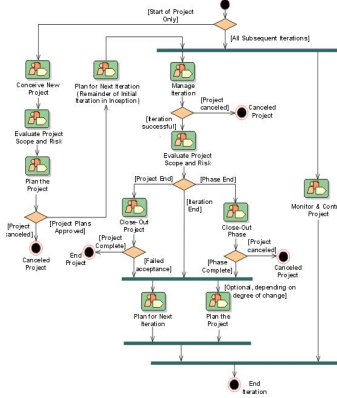 [Start of Project
Only]
[All Subsequent Iterations]
Conceive New
Project
Plan for Next Iteration
(Remainder of Initial
Iteration in Inception)
Manage
Iteration
[Project
canceled]
Canceled
Project
[Iteration
successful]
Evaluate Project
Scope and Risk
Evaluate Project
Scope and Risk
Plan the
Project
[Project End]
[Phase End]
[Iteration
End]
Monitor & Contr
Project
[Project
canceled]
[Project Plans
Approved]
Close-Out
Project
Close-Out
Phase
Canceled
Project
End
Project
[Project
Complete]
[Failed
acceptance]
[Project
canceled]
[Phase
Complete]
Canceled
Project
Plan for Next
Iteration
Plan the
Project
[Optional, depending on
degree of change]
End
Iteration